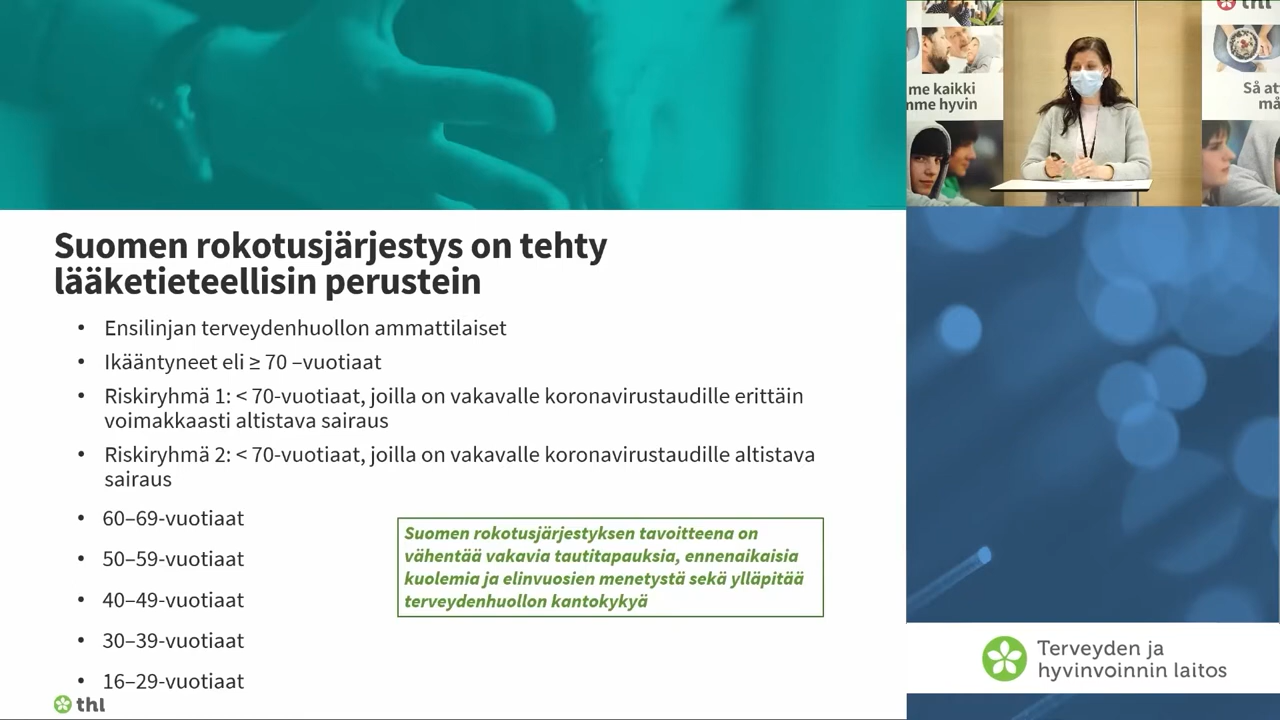 Suomen rokotusjärjestys on tehty
lääketieteellisin perustein
• Ensilinjan terveydenhuollon ammattilaiset
• Ikääntyneet eli ≥ 70 –vuotiaat
• Riskiryhmä 1: < 70-vuotiaat, joilla on vakavalle koronavirustaudille erittäin
voimakkaasti altistava sairaus
• Riskiryhmä 2: < 70-vuotiaat, joilla on vakavalle koronavirustaudille altistava
sairaus
• 60–69-vuotiaat
• 50–59-vuotiaat
• 40–49-vuotiaat
• 30–39-vuotiaat
• 16–29-vuotiaat
Suomen rokotusjärjestyksen tavoitteena on
vähentää vakavia tautitapauksia, ennenaikaisia
kuolemia ja elinvuosien menetystä sekä ylläpitää
terveydenhuollon kantokykyä
thl
thl
me kaikki
mme hyvin
Så at
må
Terveyden ja
hyvinvoinnin laitos